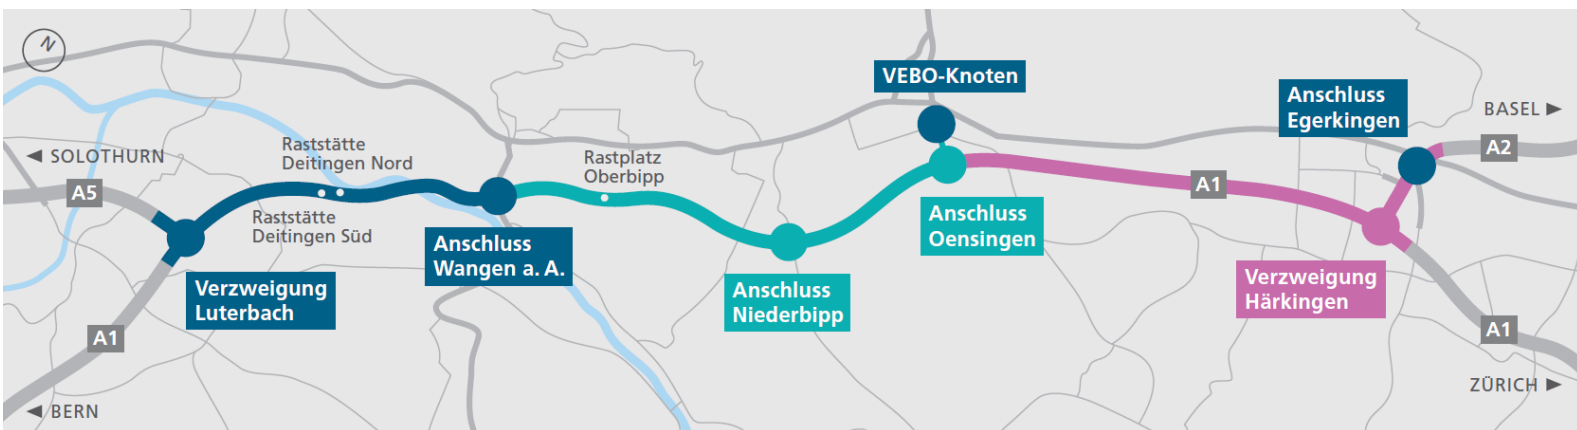 N
VEBO-Knoten
Anschluss
Egerkingen
BASEL
A2
SOLOTHURN
A5
Raststätte
Deitingen Nord
Rastplatz
Oberbipp
A1
Raststätte
Deitingen Süd
Anschluss
Wangen a. A.
Anschluss
Oensingen
Verzweigung
Luterbach
Anschluss
Niederbipp
Verzweigung
Härkingen
A1
A1
BERN
ZÜRICH